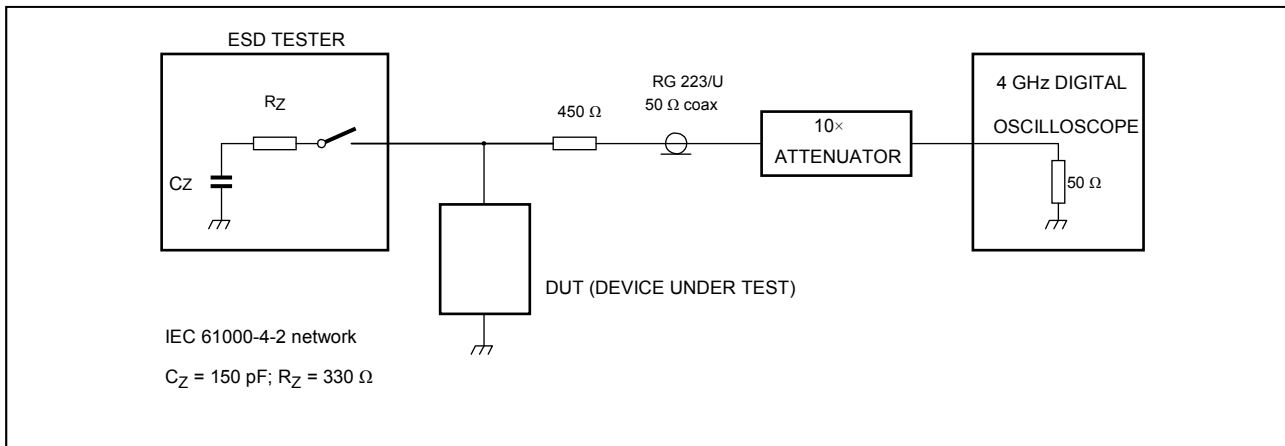 ESD TESTER
RZ
CZ
450 Ω
RG 223/U
50 Ω coax
10×
ATTENUATOR
4 GHz DIGITAL
OSCILLOSCOPE
50 Ω
DUT (DEVICE UNDER TEST)
IEC 61000-4-2 network
CZ = 150 pF; RZ = 330 Ω